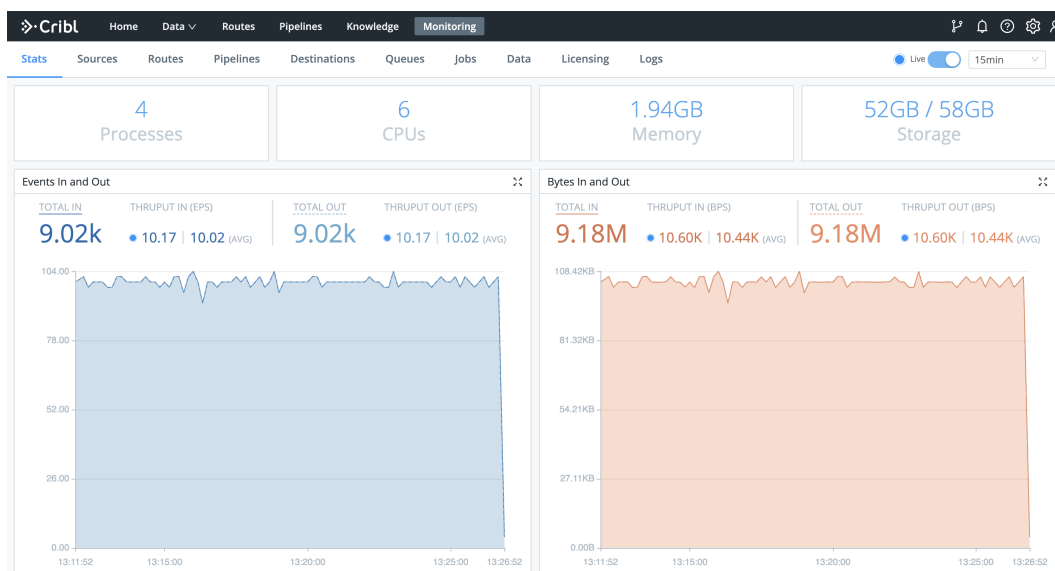 Cribl Home Data Routes Pipelines Knowledge Monitoring
Stats Sources Routes Pipelines Destinations Queues Jobs Data Licensing Logs Live 15min
4
Processes
6
CPUs
1.94GB
Memory
52GB / 58GB
Storage
Events In and Out
TOTAL IN THRUPUT IN (EPS) TOTAL OUT THRUPUT OUT (EPS)
9.02k 10.17 | 10.02 (AVG) 9.02k 10.17 | 10.02 (AVG)
104.00
78.00
52.00
26.00
0.00
13:11:52 13:15:00 13:20:00 13:25:00 13:26:52
Bytes In and Out
TOTAL IN THRUPUT IN (BPS) TOTAL OUT THRUPUT OUT (BPS)
9.18M 10.60K | 10.44K (AVG) 9.18M 10.60K | 10.44K (AVG)
108.42KB
81.32KB
54.21KB
27.11KB
0.00B
13:11:52 13:15:00 13:20:00 13:25:00 13:26:52